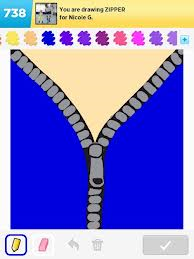 738
You are drawing ZIPPER
for Nicole G.